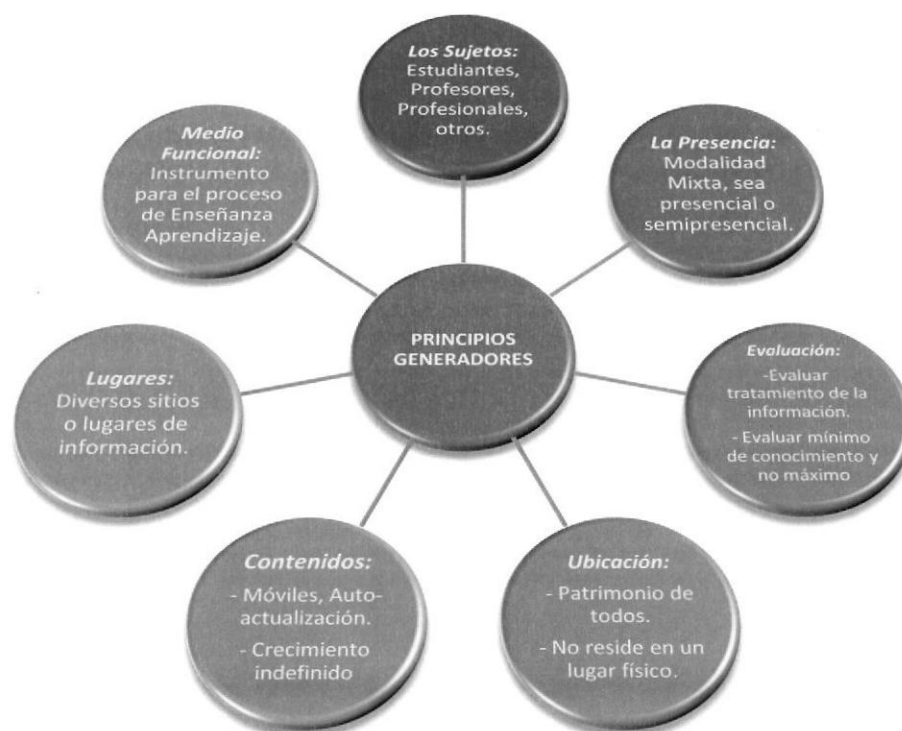 Los Sujetos:
Estudiantes,
Profesores,
Profesionales,
otros.
La Presencia:
Modalidad
Mixta, sea
presencial o
semipresencial.
Evaluación:
-Evaluar
tratamiento de la
información.
- Evaluar mínimo
de conocimiento y
no máximo
Ubicación:
- Patrimonio de
todos.
- No reside en un
lugar físico.
Contenidos:
- Móviles, Auto-
actualización.
- Crecimiento
indefinido
Lugares:
Diversos sitios
o lugares de
información.
Medio
Funcional:
Instrumento
para el proceso
de Enseñanza
Aprendizaje.
PRINCIPIOS
GENERADORES